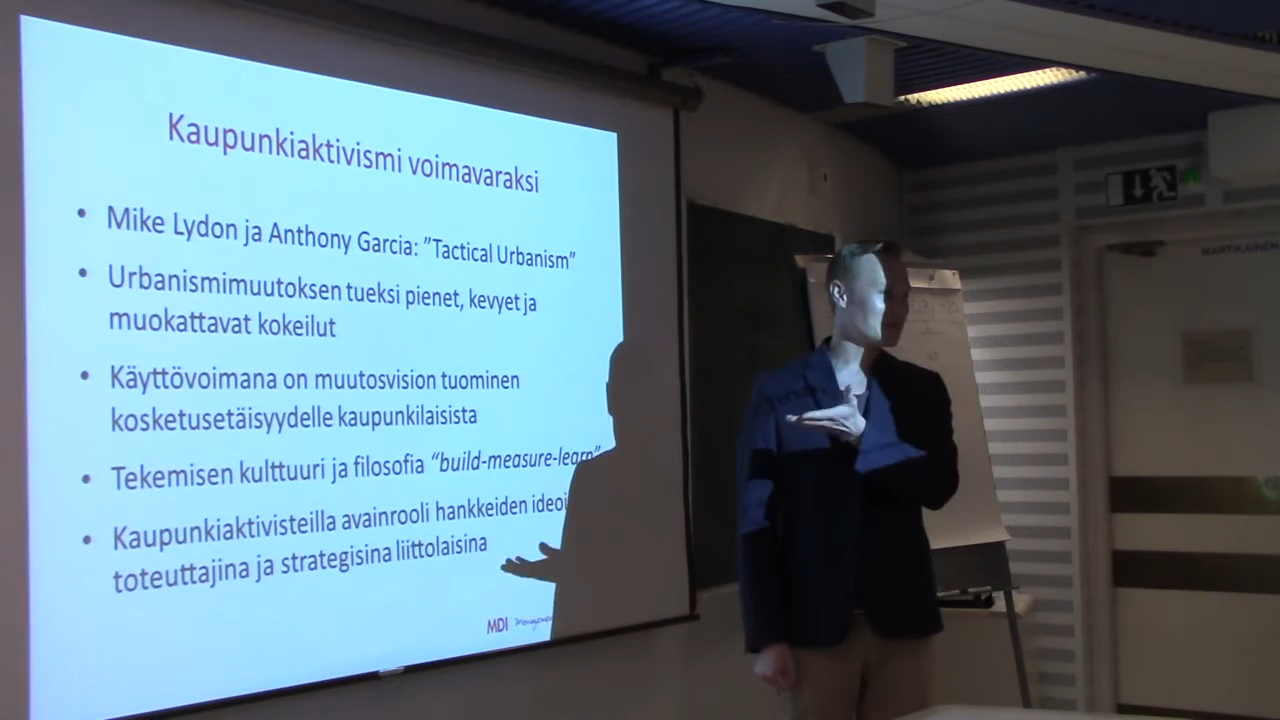 Kaupunkiaktivismi voimavaraksi
• Mike Lydon ja Anthony Garcia: ”Tactical Urbanism”
• Urbanismimuutoksen tueksi pienet, kevyet ja
muokattavat kokeilut
• Käyttövoimana on muutosvision tuominen
kosketusetäisyydelle kaupunkilaisista
• Tekemisen kulttuuri ja filosofia “build-measure-learn”
• Kaupunkiaktivisteilla avainrooli hankkeiden
toteuttajina ja strategisina liittolaisina
MDI
MARTIKAINEN